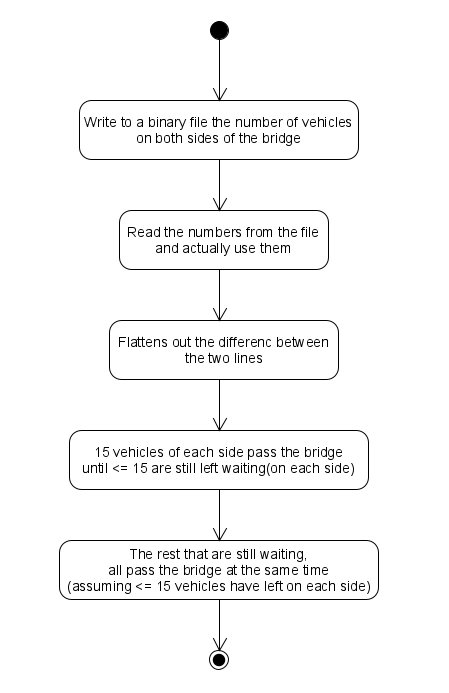 Write to a binary file the number of vehicles
on both sides of the bridge
Read the numbers from the file
and actually use them
Flattens out the differenc between
the two lines
15 vehicles of each side pass the bridge
until <= 15 are still left waiting(on each side)
The rest that are still waiting,
all pass the bridge at the same time
(assuming <= 15 vehicles have left on each side)